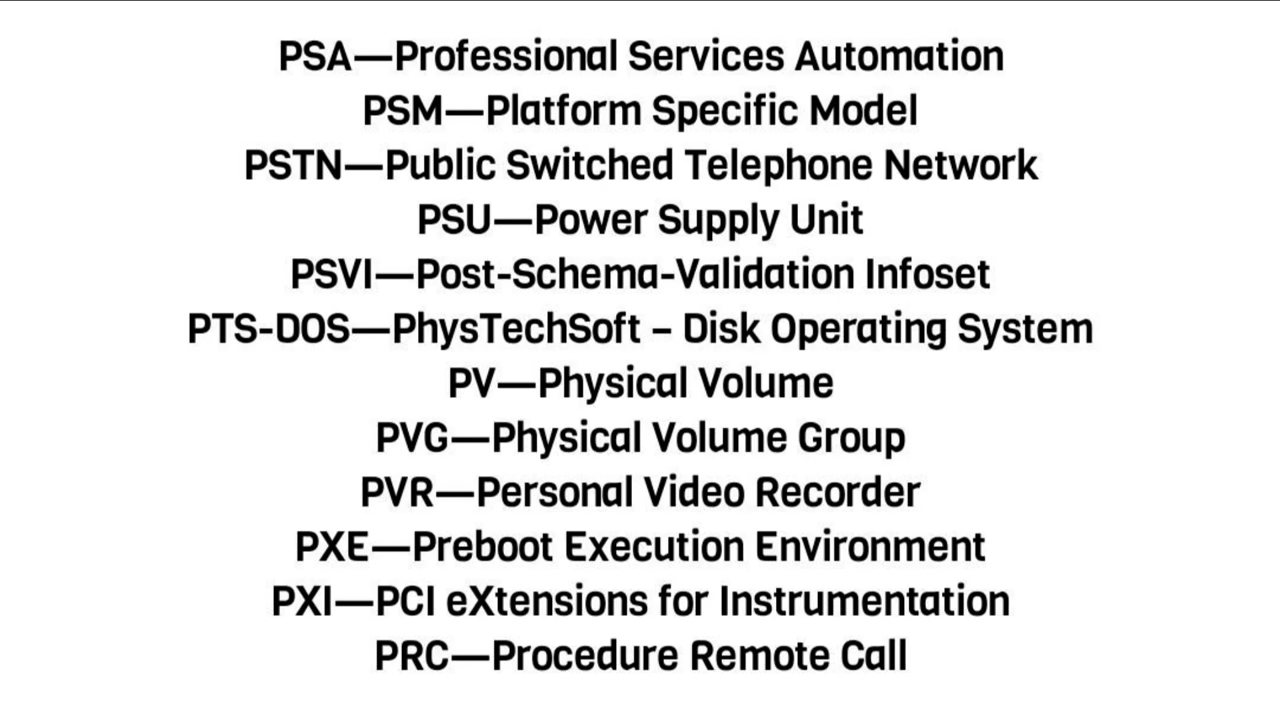 PSA—Professional Services Automation
PSM—Platform Specific Model
PSTN—Public Switched Telephone Network
PSU—Power Supply Unit
PSVI—Post-Schema-Validation Infoset
PTS-DOS—PhysTechSoft – Disk Operating System
PV—Physical Volume
PVG—Physical Volume Group
PVR—Personal Video Recorder
PXE—Preboot Execution Environment
PXI—PCI eXtensions for Instrumentation
PRC—Procedure Remote Call